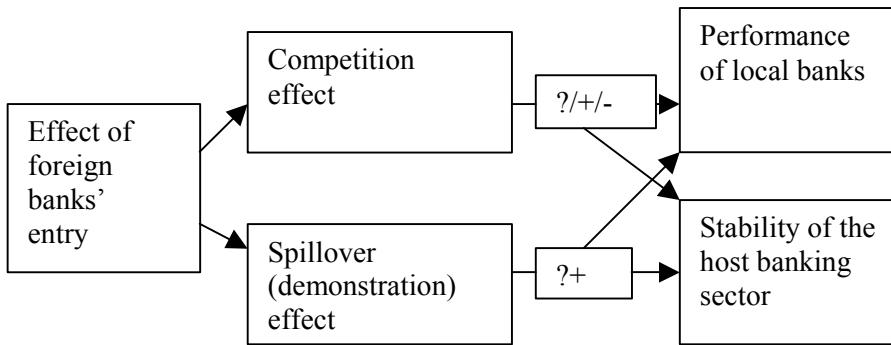 Effect of
foreign
banks’
entry
Competition
effect
Spillover
(demonstration)
effect
?/+/-
?+
Performance
of local banks
Stability of the
host banking
sector